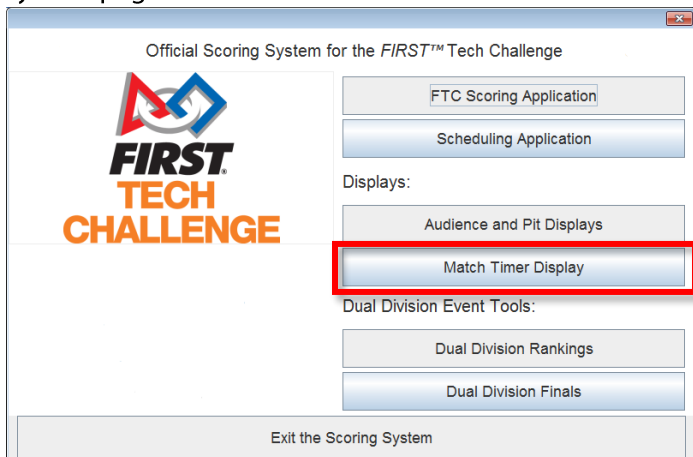 Official Scoring System for the FIRST™ Tech Challenge
FTC Scoring Application
Scheduling Application
FIRST®
TECH
CHALLENGE
Displays:
Audience and Pit Displays
Match Timer Display
Dual Division Event Tools:
Dual Division Rankings
Dual Division Finals
Exit the Scoring System